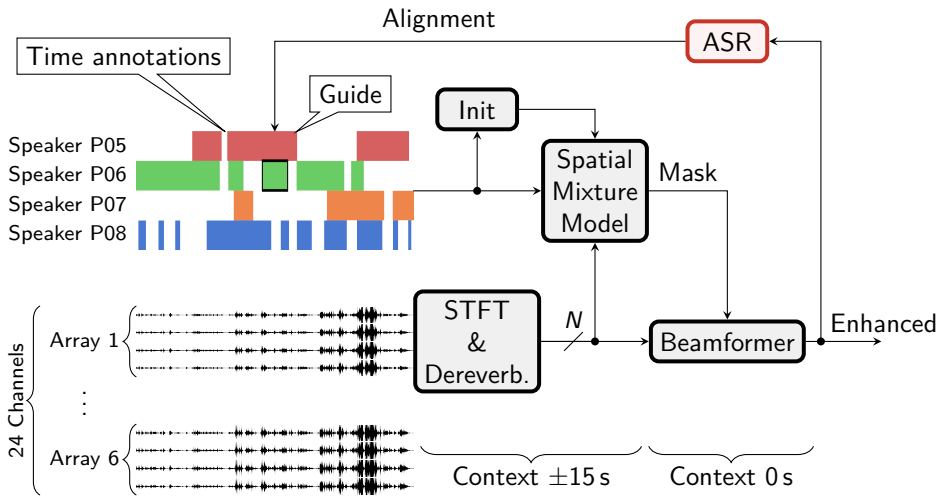 Alignment
ASR
Time annotations
Guide
Init
Speaker P05
Speaker P06
Speaker P07
Speaker P08
Spatial
Mixture
Model
Mask
24 Channels
Array 1
⋮
Array 6
STFT
&
Dereverb.
N
Beamformer
Enhanced
Context ±15 s
Context 0 s